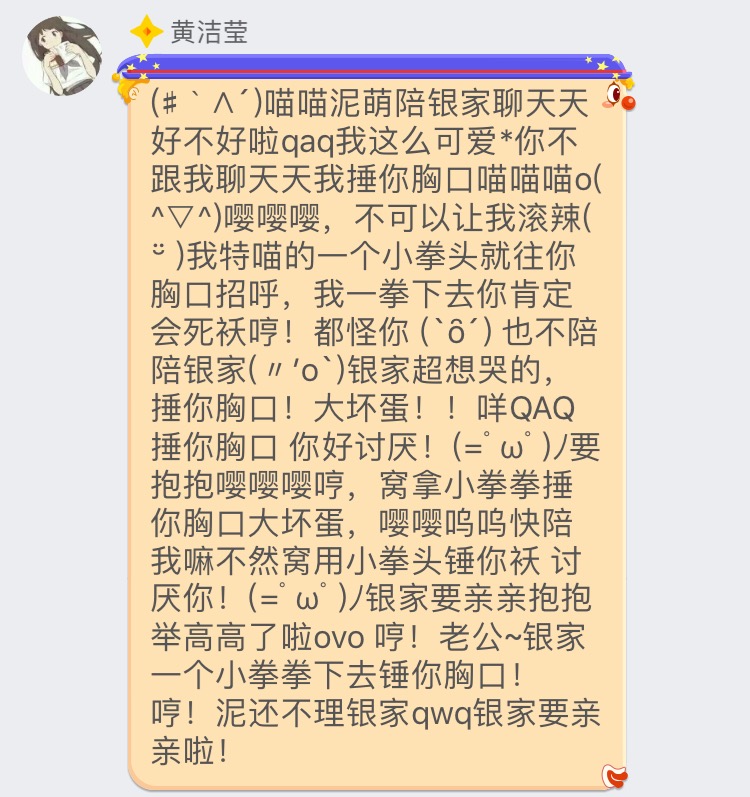 黄洁莹
(♯｀∧´)喵喵泥萌陪银家聊天天
好不好啦qaq我这么可爱*你不
跟我聊天天我捶你胸口喵喵喵o(
^▽^)嘤嘤嘤，不可以让我滚辣(
ᵕ̈ )我特喵的一个小拳头就往你
胸口招呼，我一拳下去你肯定
会死袄哼！都怪你 (`ȏ´) 也不陪
陪银家(〃′o`)银家超想哭的，
捶你胸口！大坏蛋！！咩QAQ
捶你胸口 你好讨厌！(=ﾟωﾟ)ﾉ要
抱抱嘤嘤嘤哼，窝拿小拳拳捶
你胸口大坏蛋，嘤嘤呜呜快陪
我嘛不然窝用小拳头锤你袄 讨
厌你！(=ﾟωﾟ)ﾉ银家要亲亲抱抱
举高高了啦ovo 哼！老公~银家
一个小拳拳下去锤你胸口！
哼！泥还不理银家qwq银家要亲
亲啦！